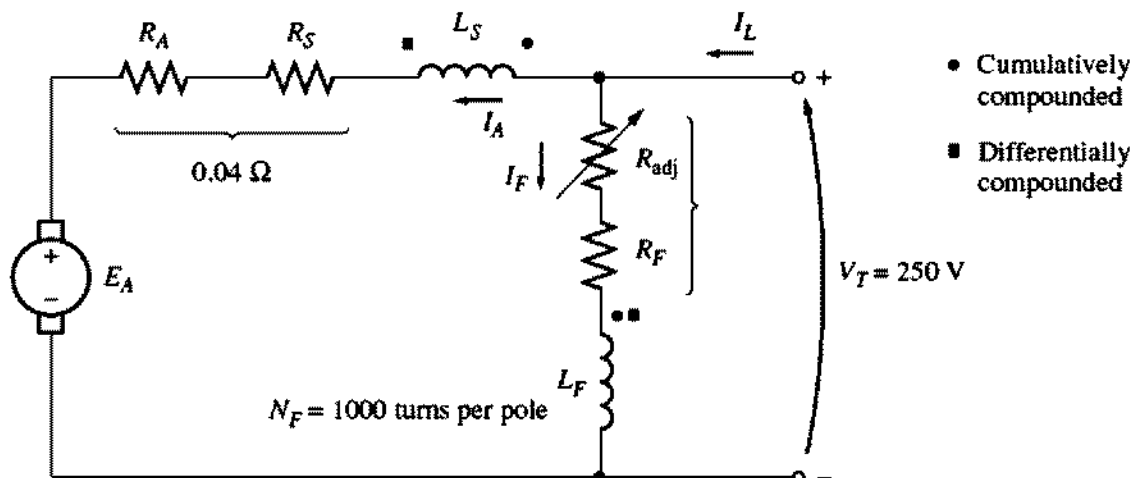 R_A
R_S
L_S
I_L
+
• Cumulatively
compounded
■ Differentially
compounded
I_A
0.04 Ω
I_F
R_adj
R_F
+
E_A
−
V_T = 250 V
L_F
N_F = 1000 turns per pole
−